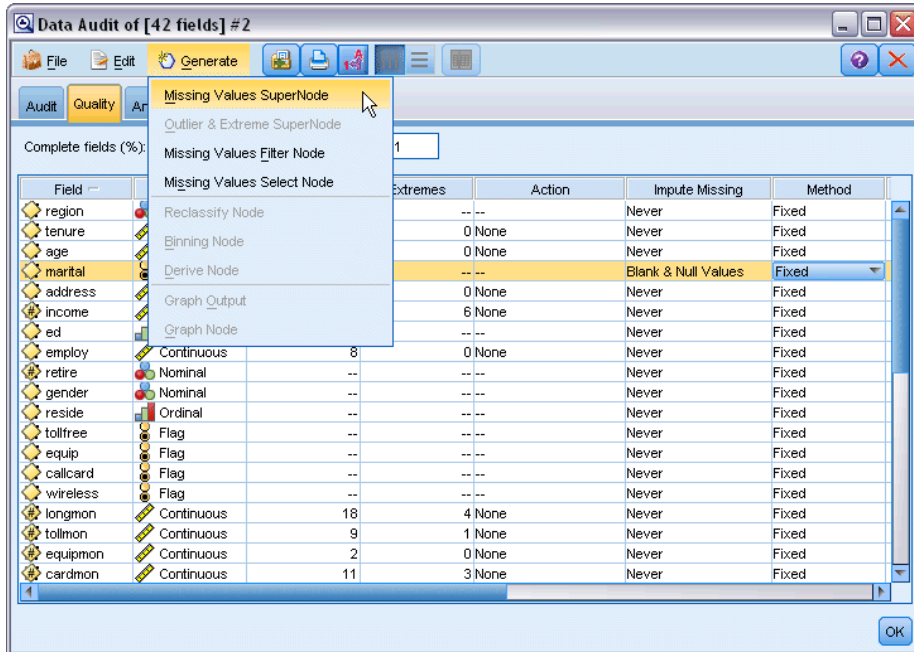 Data Audit of [42 fields] #2
File Edit Generate
Audit Quality An
Missing Values SuperNode
Outlier & Extreme SuperNode
Missing Values Filter Node
Missing Values Select Node
Reclassify Node
Binning Node
Derive Node
Graph Output
Graph Node
Complete fields (%): 1
Field Extremes Action Impute Missing Method
region -- -- Never Fixed
tenure 0 None Never Fixed
age 0 None Never Fixed
marital -- -- Blank & Null Values Fixed
address 0 None Never Fixed
income 6 None Never Fixed
ed -- -- Never Fixed
employ Continuous 8 0 None Never Fixed
retire Nominal -- -- -- Never Fixed
gender Nominal -- -- -- Never Fixed
reside Ordinal -- -- -- Never Fixed
tollfree Flag -- -- -- Never Fixed
equip Flag -- -- -- Never Fixed
callcard Flag -- -- -- Never Fixed
wireless Flag -- -- -- Never Fixed
longmon Continuous 18 4 None Never Fixed
tollmon Continuous 9 1 None Never Fixed
equipmon Continuous 2 0 None Never Fixed
cardmon Continuous 11 3 None Never Fixed
OK